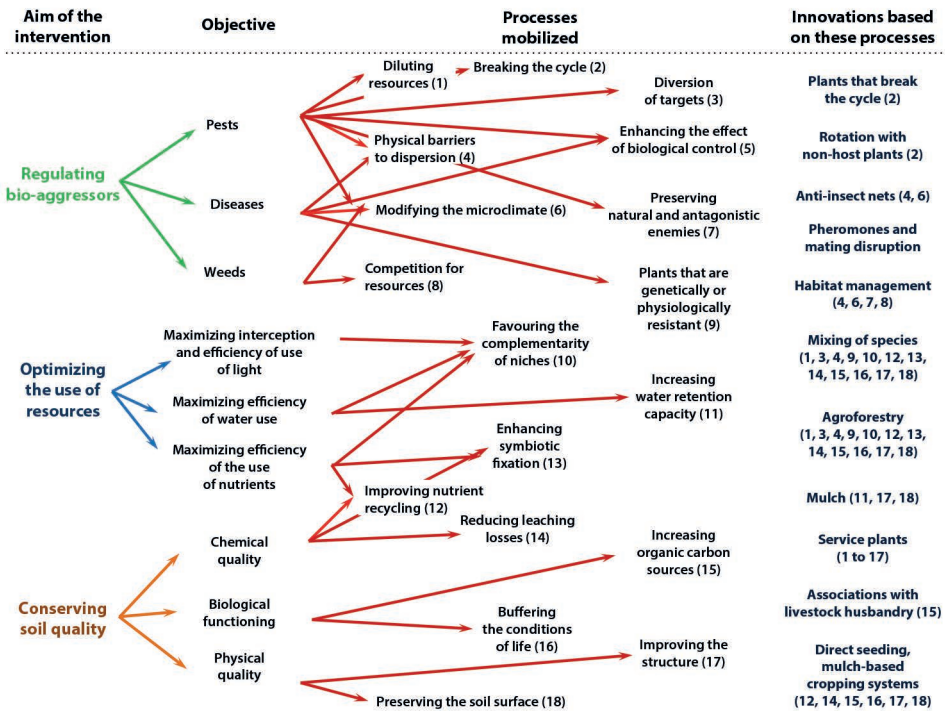 Aim of the
intervention
Objective
Processes
mobilized
Innovations based
on these processes
Regulating
bio-aggressors
Pests
Diseases
Weeds
Diluting
resources (1)
Breaking the cycle (2)
Diversion
of targets (3)
Physical barriers
to dispersion (4)
Enhancing the effect
of biological control (5)
Modifying the microclimate (6)
Preserving
natural and antagonistic
enemies (7)
Competition for
resources (8)
Plants that are
genetically or
physiologically
resistant (9)
Plants that break
the cycle (2)
Rotation with
non-host plants (2)
Anti-insect nets (4, 6)
Pheromones and
mating disruption
Habitat management
(4, 6, 7, 8)
Optimizing
the use of
resources
Maximizing interception
and efficiency of use
of light
Maximizing efficiency
of water use
Maximizing efficiency
of the use
of nutrients
Favouring the
complementarity
of niches (10)
Increasing
water retention
capacity (11)
Enhancing
symbiotic
fixation (13)
Improving nutrient
recycling (12)
Mixing of species
(1, 3, 4, 9, 10, 12, 13,
14, 15, 16, 17, 18)
Agroforestry
(1, 3, 4, 9, 10, 12, 13,
14, 15, 16, 17, 18)
Mulch (11, 17, 18)
Conserving
soil quality
Chemical
quality
Biological
functioning
Physical
quality
Reducing leaching
losses (14)
Increasing
organic carbon
sources (15)
Buffering
the conditions
of life (16)
Improving the
structure (17)
Preserving the soil surface (18)
Service plants
(1 to 17)
Associations with
livestock husbandry (15)
Direct seeding,
mulch-based
cropping systems
(12, 14, 15, 16, 17, 18)